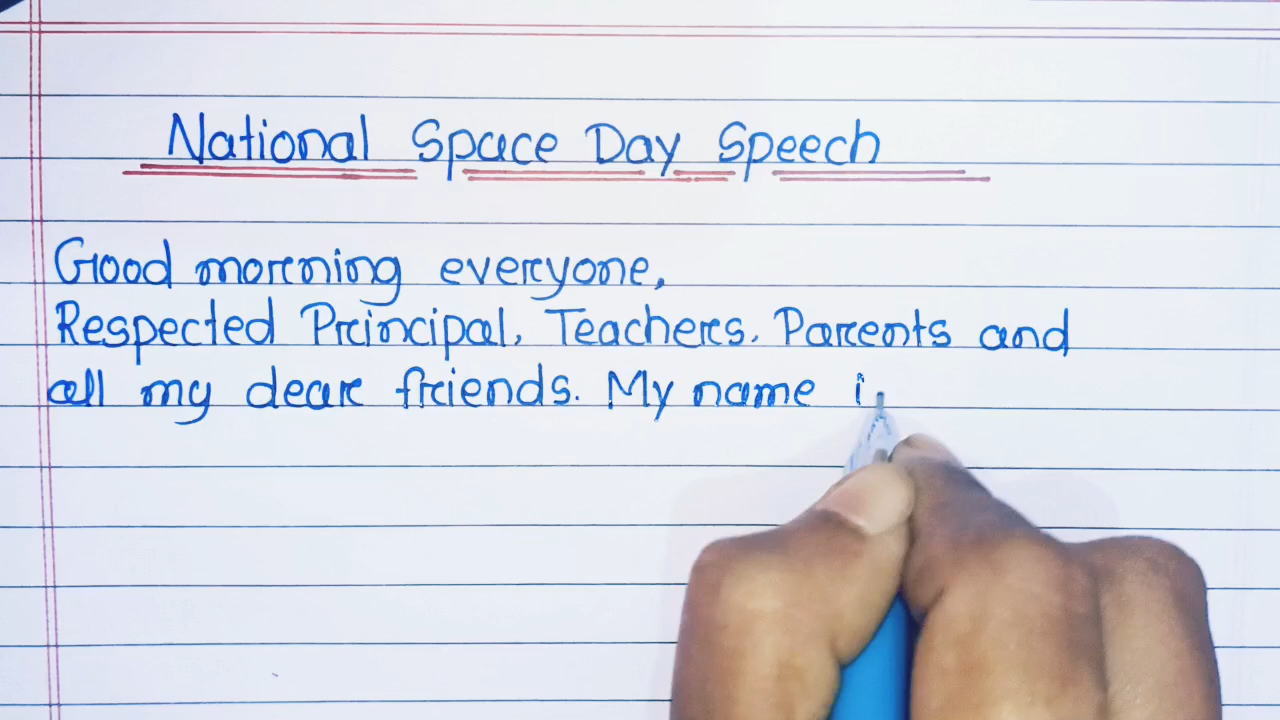 National Space Day Speech
Good morning everyone,
Respected Principal, Teachers, Parents and
all my dear friends. My name i